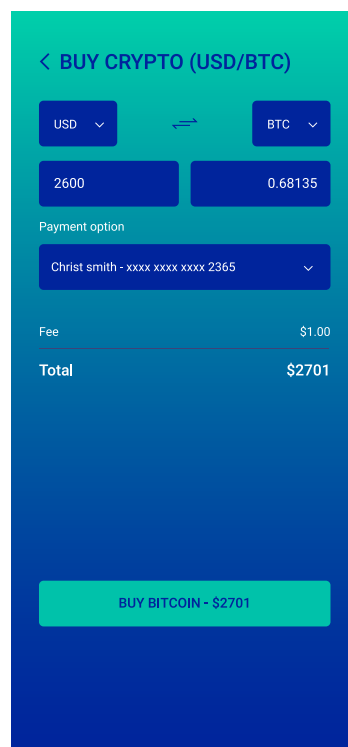 BUY CRYPTO (USD/BTC)
USD BTC
2600 0.68135
Payment option
Christ smith - xxxx xxxx xxxx 2365
Fee $1.00
Total $2701
BUY BITCOIN - $2701